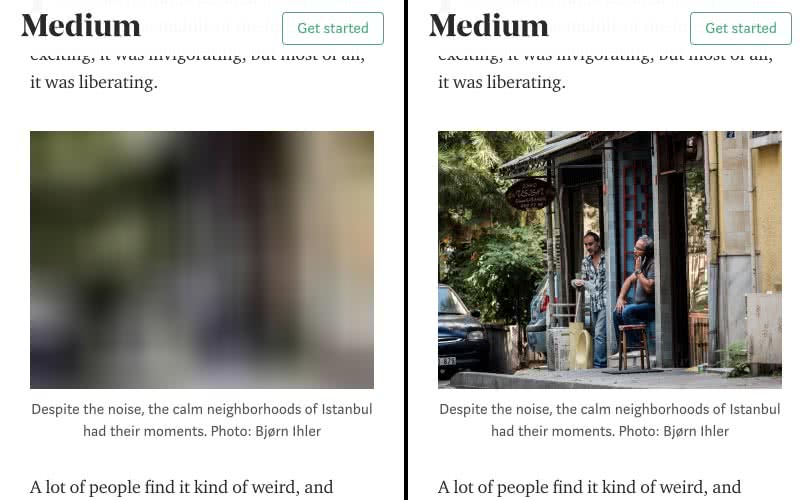 Medium
Get started
exciting, it was invigorating, but most of all,
it was liberating.
Despite the noise, the calm neighborhoods of Istanbul
had their moments. Photo: Bjørn Ihler
A lot of people find it kind of weird, and
Medium
Get started
exciting, it was invigorating, but most of all,
it was liberating.
Despite the noise, the calm neighborhoods of Istanbul
had their moments. Photo: Bjørn Ihler
A lot of people find it kind of weird, and